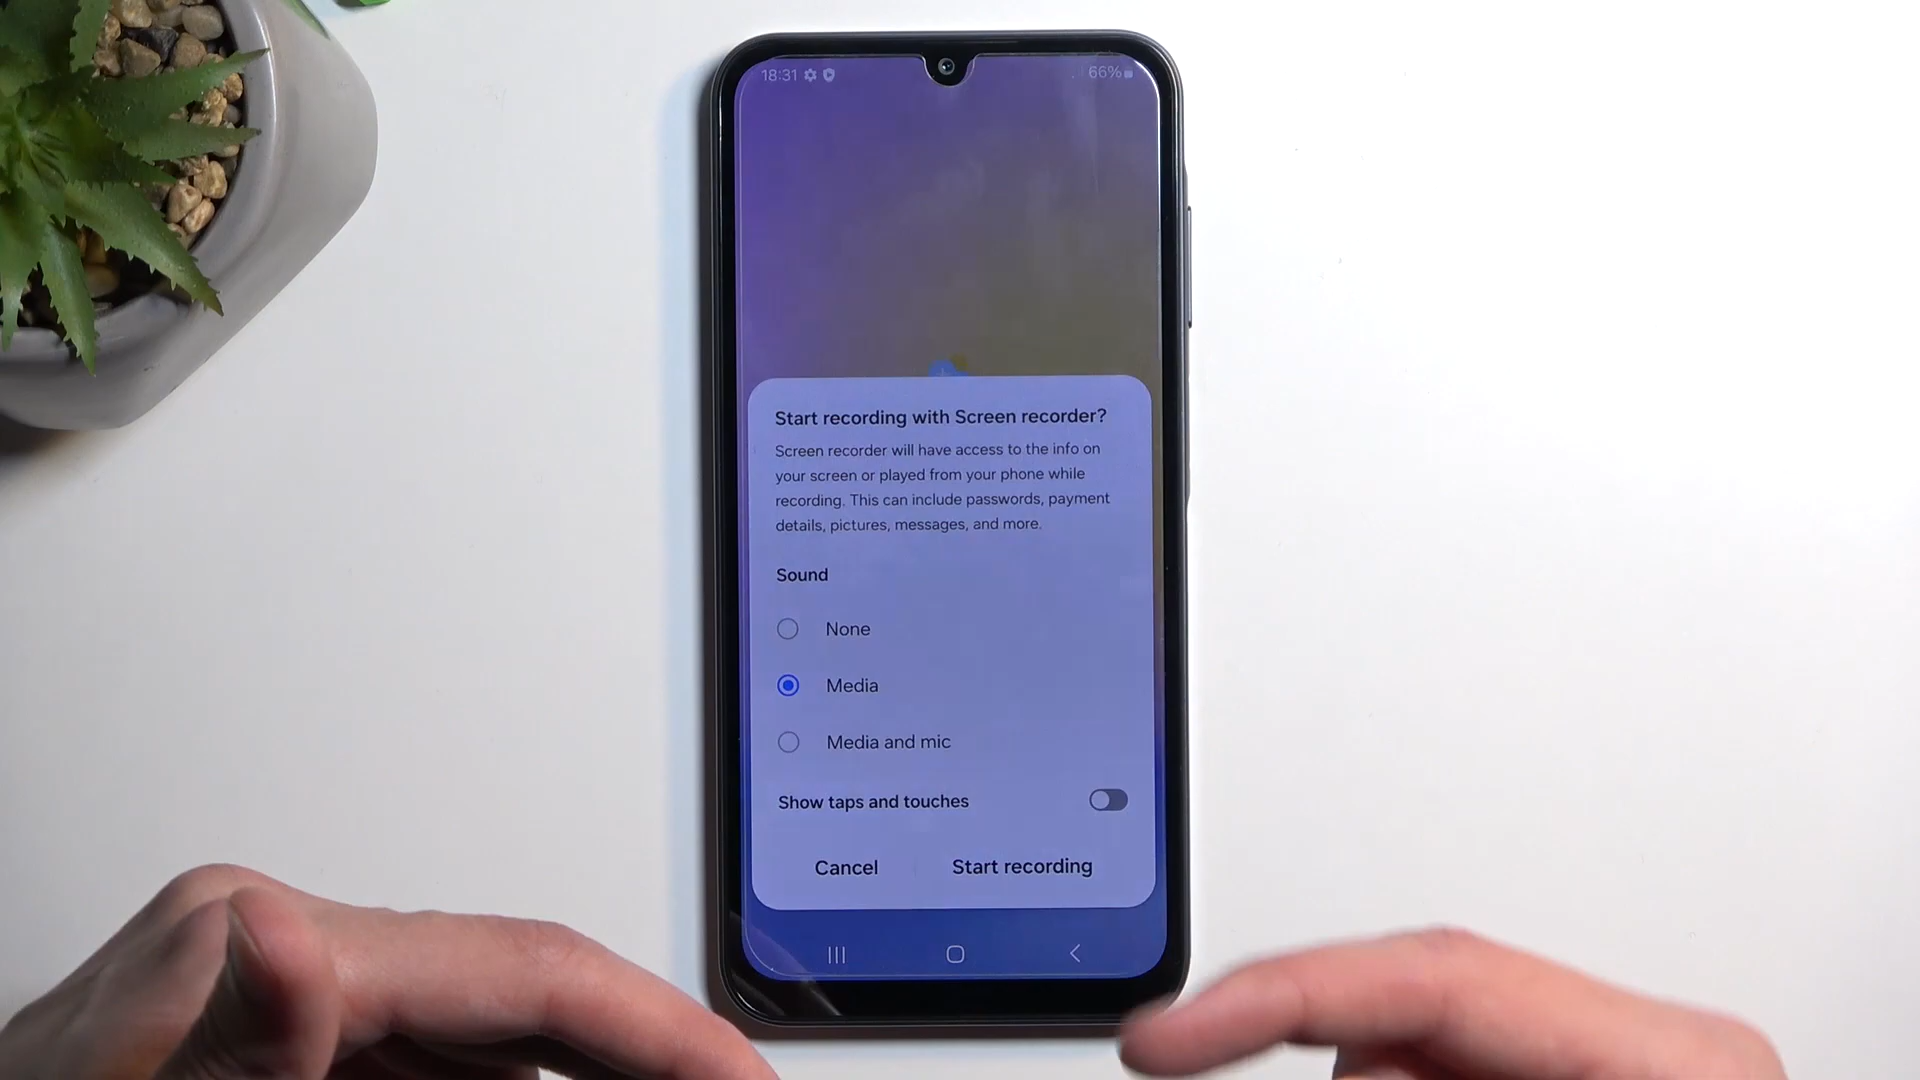 18:31 66%
Start recording with Screen recorder?
Screen recorder will have access to the info on
your screen or played from your phone while
recording. This can include passwords, payment
details, pictures, messages, and more.
Sound
None
Media
Media and mic
Show taps and touches
Cancel Start recording